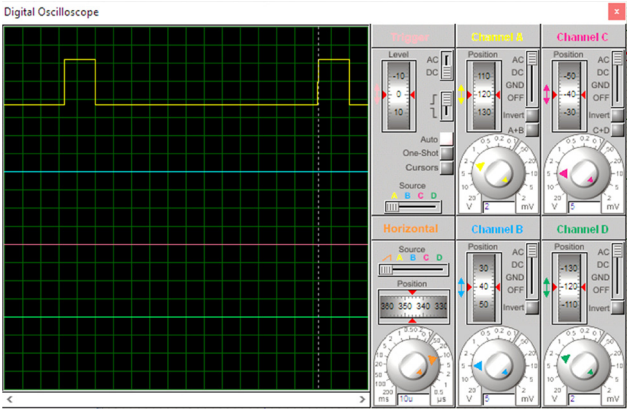 Digital Oscilloscope
x
Trigger
Level
AC
DC
-10
0
10
Auto
One-Shot
Cursors
Source
A B C D
Channel A
Position
AC
DC
GND
OFF
110
-120
130
Invert
A+B
V
2
mV
Channel C
Position
AC
DC
GND
OFF
-50
-40
-30
Invert
C+D
V
5
mV
Horizontal
Source
A B C D
Position
360 350 340 330
ms
10u
µs
Channel B
Position
AC
DC
GND
OFF
30
40
50
Invert
V
5
mV
Channel D
Position
AC
DC
GND
OFF
-130
-120
-110
Invert
V
2
mV